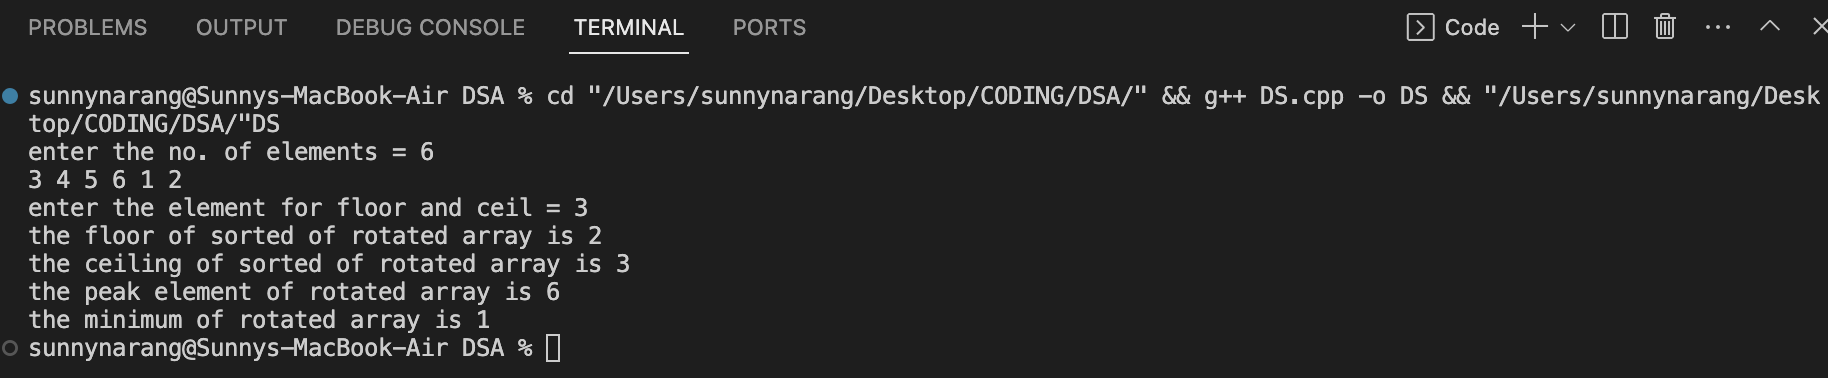 PROBLEMS OUTPUT DEBUG CONSOLE TERMINAL PORTS Code
sunnynarang@Sunnys-MacBook-Air DSA % cd "/Users/sunnynarang/Desktop/CODING/DSA/" && g++ DS.cpp -o DS && "/Users/sunnynarang/Desk
top/CODING/DSA/"DS
enter the no. of elements = 6
3 4 5 6 1 2
enter the element for floor and ceil = 3
the floor of sorted of rotated array is 2
the ceiling of sorted of rotated array is 3
the peak element of rotated array is 6
the minimum of rotated array is 1
sunnynarang@Sunnys-MacBook-Air DSA %